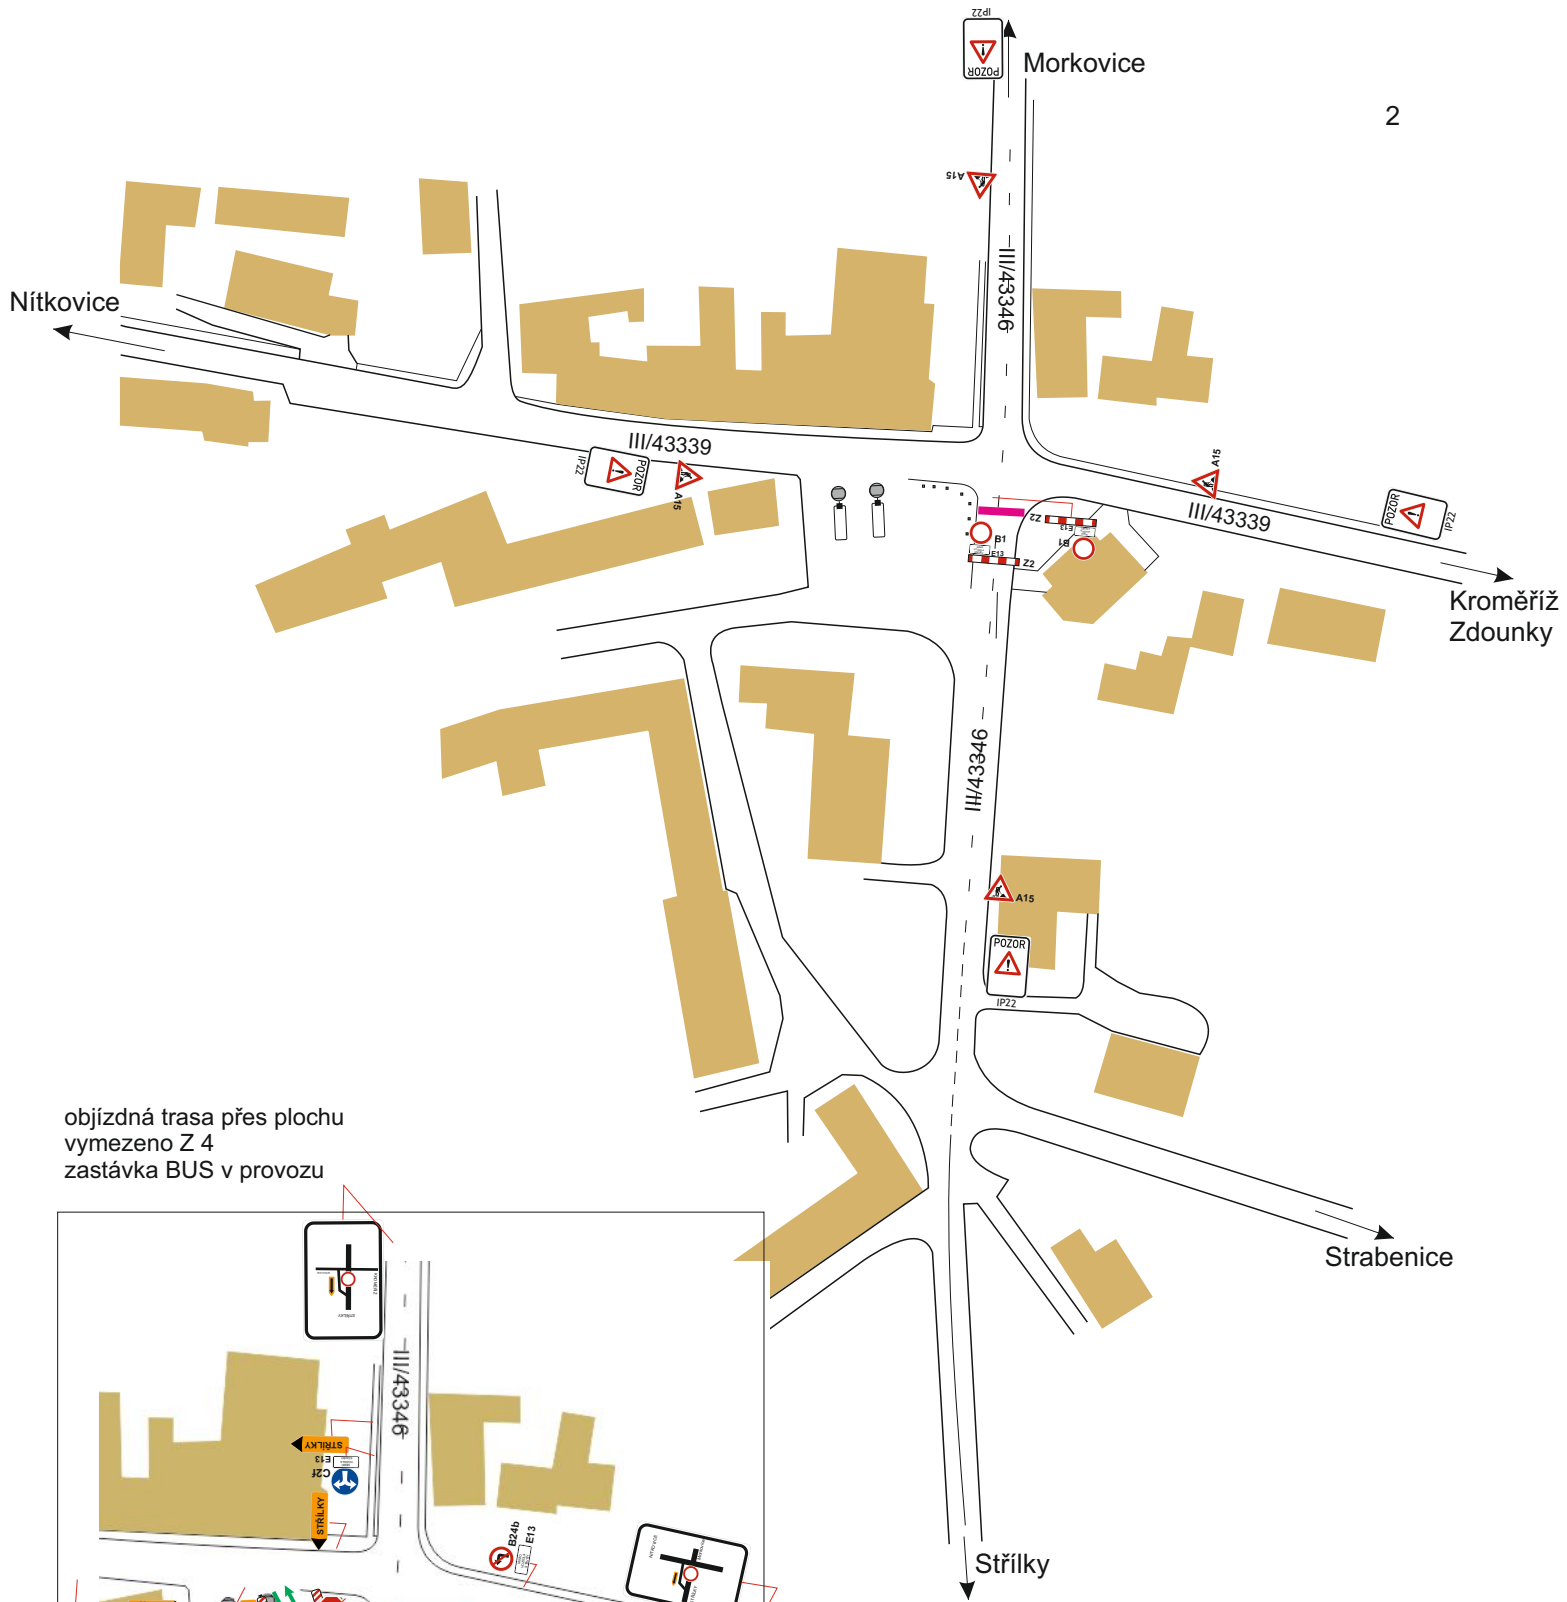 IP22
POZOR
Morkovice
2
A15
III/43346
Nítkovice
III/43339
IP22
POZOR
A15
A15
POZOR
IP22
III/43339
Z2
E13
B1
B1
E13
Z2
Kroměříž
Zdounky
III/43346
A15
POZOR
IP22
objízdná trasa přes plochu
vymezeno Z 4
zastávka BUS v provozu
Strabenice
STŘÍLKY
III/43346
STŘÍLKY
E13
C2f
STŘÍLKY
B24b
E13
Střílky